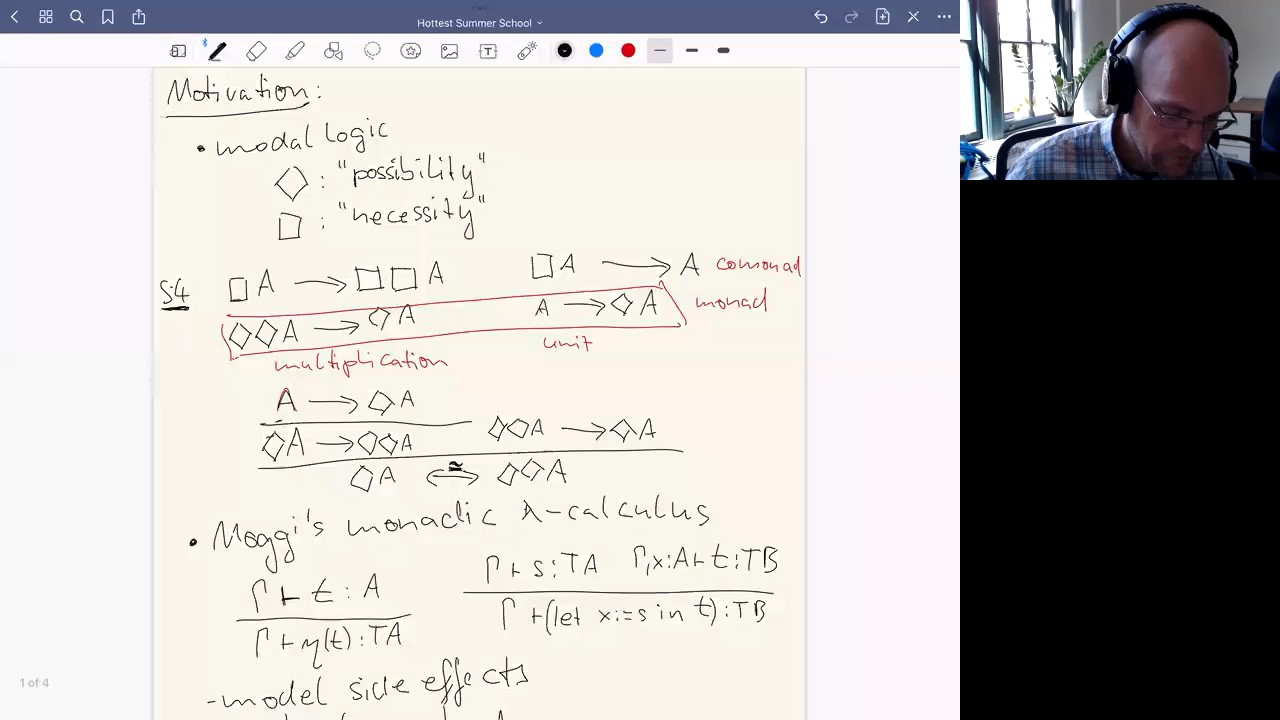 Hottest Summer School
Motivation:
• modal logic
◇ : "possibility"
□ : "necessity"
S4
□A → □□A □A → A comonad
◇◇A → ◇A A → ◇A monad
multiplication unit
A → ◇A
◇A → ◇◇A ◇◇A → ◇A
◇A ≅ ◇◇A
• Moggi's monadic λ-calculus
Γ ⊢ t : A Γ ⊢ s : TA Γ, x:A ⊢ t : TB
Γ ⊢ η(t) : TA Γ ⊢ (let x:=s in t) : TB
- model side effects
1 of 4